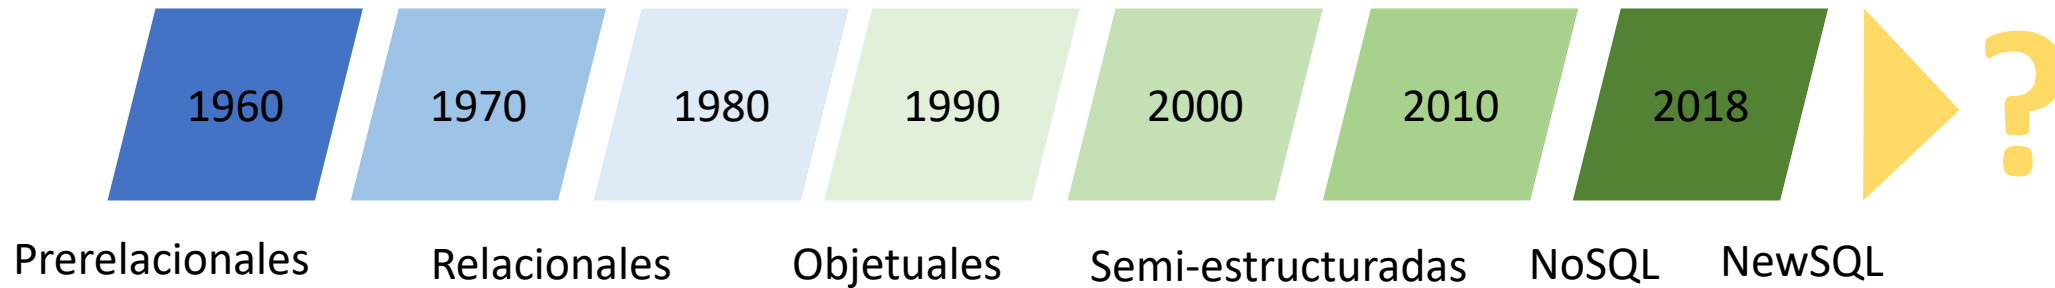 1960 1970 1980 1990 2000 2010 2018 ?
Prerelacionales Relacionales Objetuales Semi-estructuradas NoSQL NewSQL